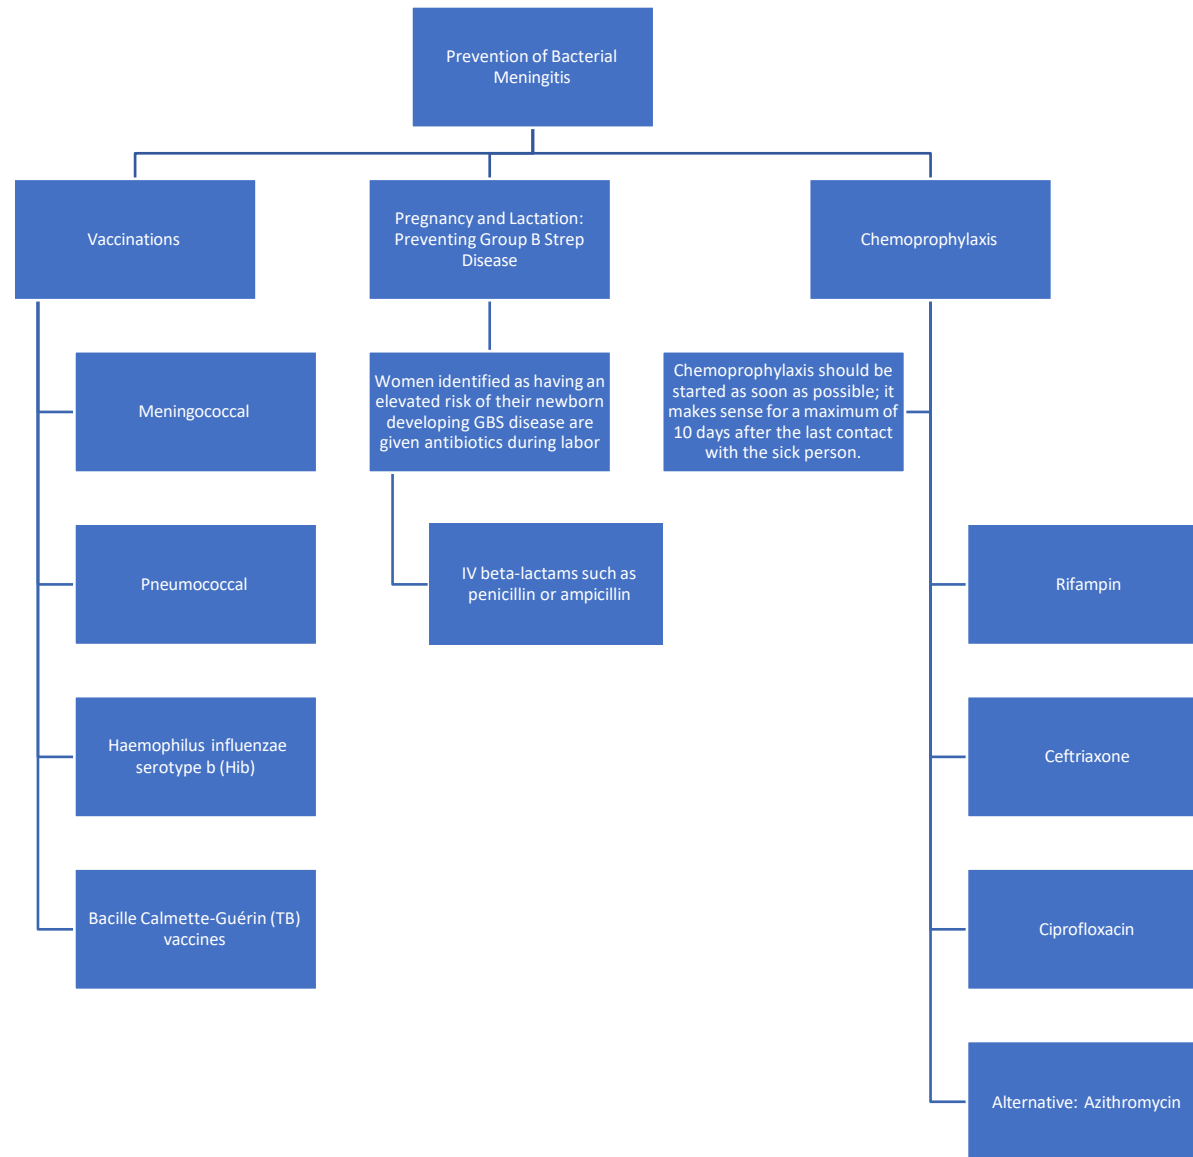 Prevention of Bacterial
Meningitis
Vaccinations
Pregnancy and Lactation:
Preventing Group B Strep
Disease
Chemoprophylaxis
Meningococcal
Women identified as having an
elevated risk of their newborn
developing GBS disease are
given antibiotics during labor
Chemoprophylaxis should be
started as soon as possible; it
makes sense for a maximum of
10 days after the last contact
with the sick person.
Pneumococcal
IV beta-lactams such as
penicillin or ampicillin
Rifampin
Haemophilus influenzae
serotype b (Hib)
Ceftriaxone
Bacille Calmette-Guérin (TB)
vaccines
Ciprofloxacin
Alternative: Azithromycin